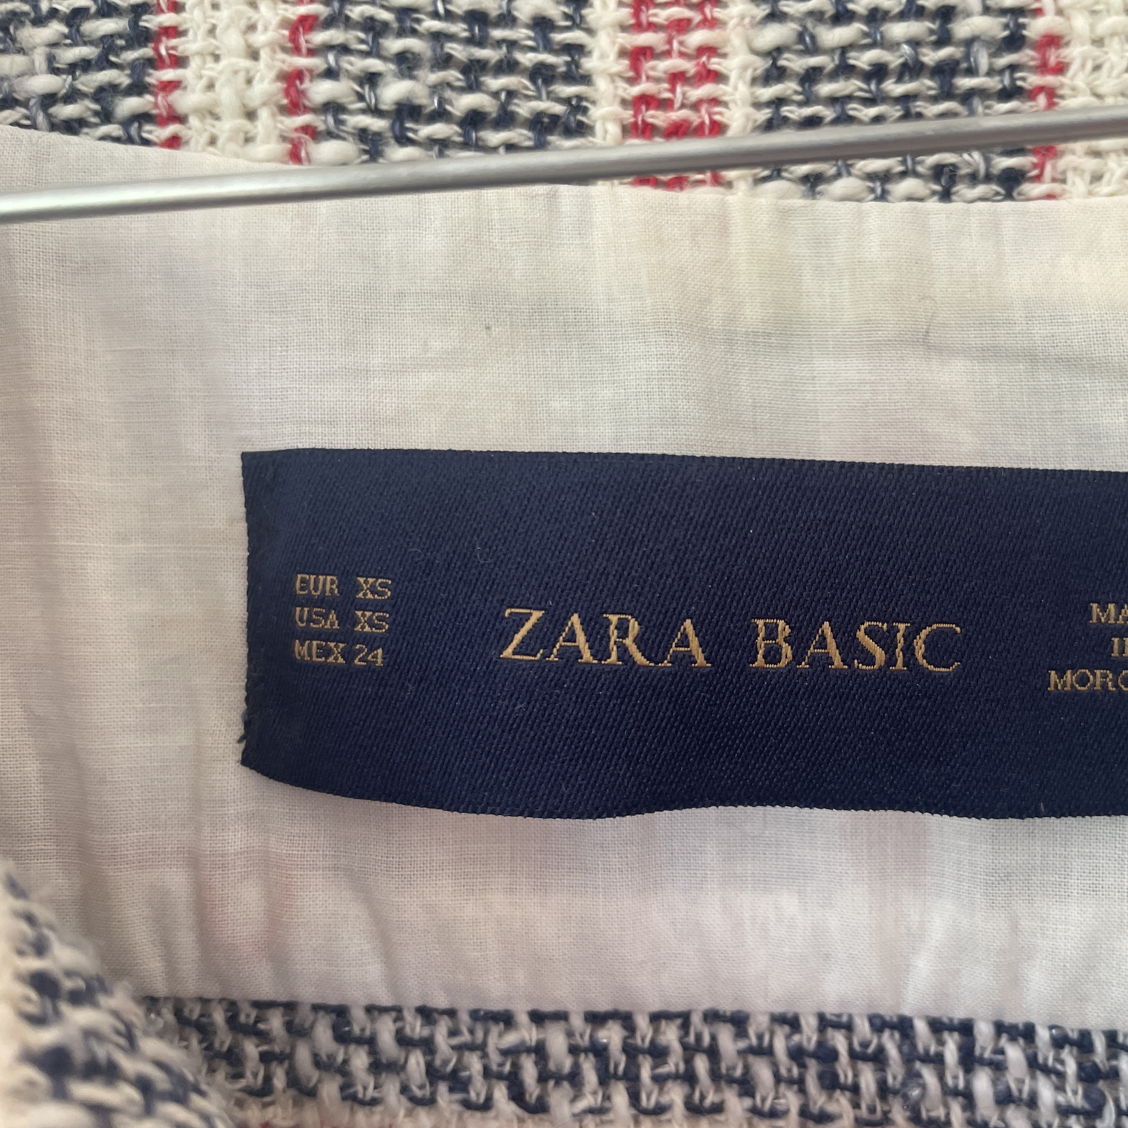 EUR XS
USA XS
MEX 24
ZARA BASIC